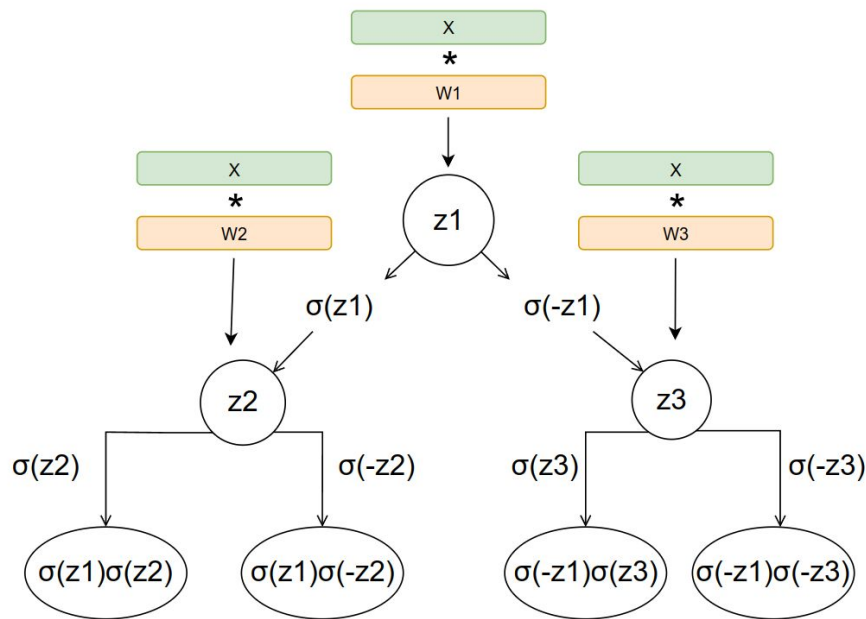 X
*
W1
X
*
W2
z1
X
*
W3
σ(z1)
σ(-z1)
z2
z3
σ(z2)
σ(-z2)
σ(z3)
σ(-z3)
σ(z1)σ(z2)
σ(z1)σ(-z2)
σ(-z1)σ(z3)
σ(-z1)σ(-z3)